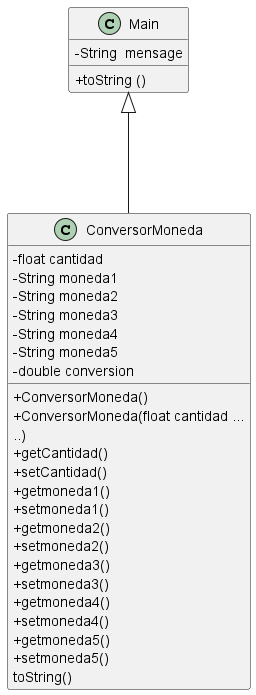 C Main
-String mensage
+toString ()
C ConversorMoneda
-float cantidad
-String moneda1
-String moneda2
-String moneda3
-String moneda4
-String moneda5
-double conversion
+ConversorMoneda()
+ConversorMoneda(float cantidad ...
..)
+getCantidad()
+setCantidad()
+getmoneda1()
+setmoneda1()
+getmoneda2()
+setmoneda2()
+getmoneda3()
+setmoneda3()
+getmoneda4()
+setmoneda4()
+getmoneda5()
+setmoneda5()
toString()